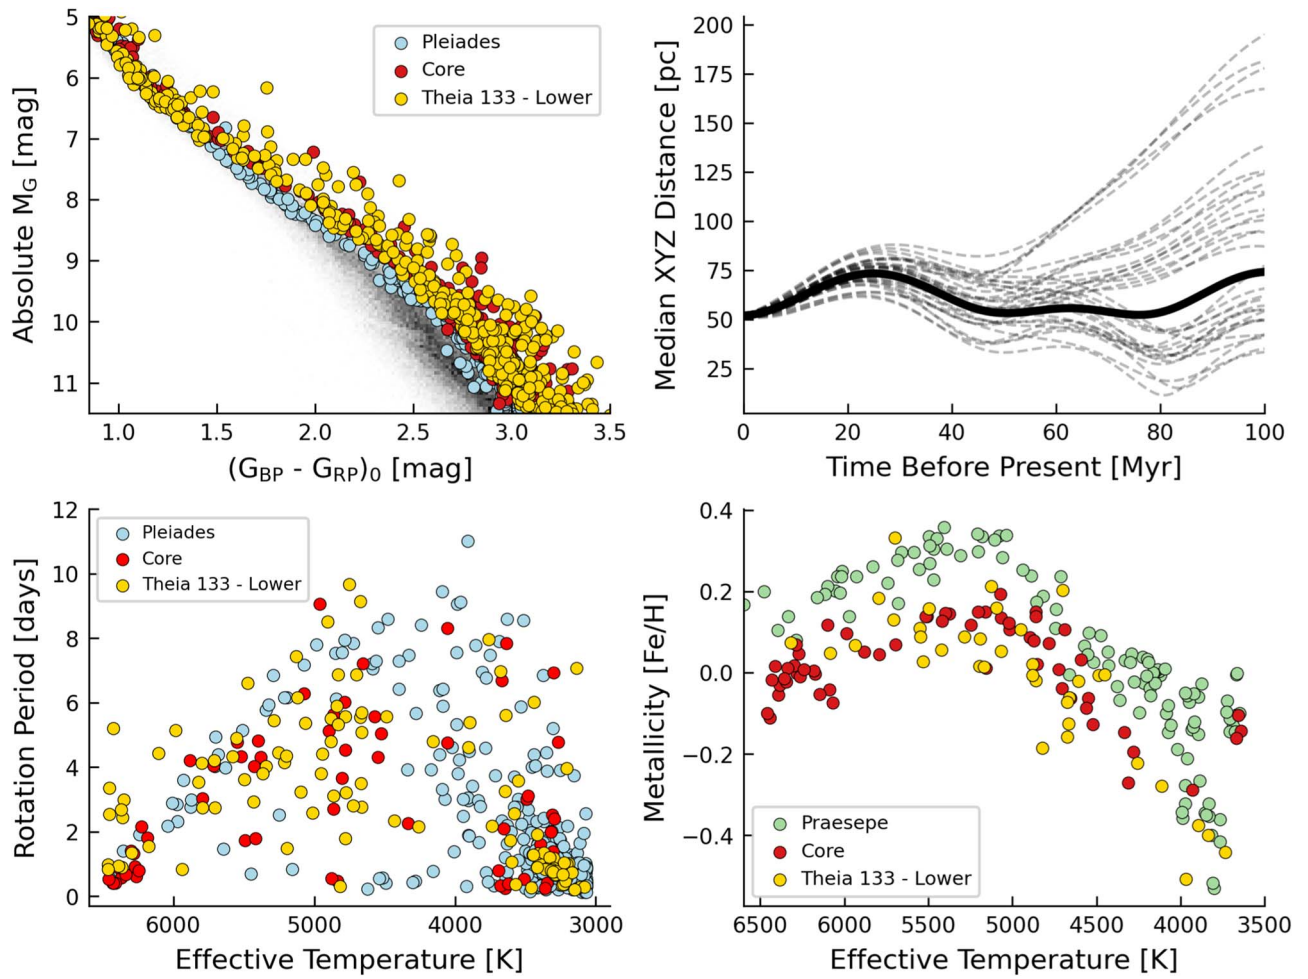 5
6
7
8
9
10
11
Absolute M_G [mag]
Pleiades
Core
Theia 133 - Lower
1.0 1.5 2.0 2.5 3.0 3.5
(G_BP - G_RP)_0 [mag]
200
175
150
125
100
75
50
25
Median XYZ Distance [pc]
0 20 40 60 80 100
Time Before Present [Myr]
12
10
8
6
4
2
0
Rotation Period [days]
Pleiades
Core
Theia 133 - Lower
6000 5000 4000 3000
Effective Temperature [K]
0.4
0.2
0.0
−0.2
−0.4
Metallicity [Fe/H]
Praesepe
Core
Theia 133 - Lower
6500 6000 5500 5000 4500 4000 3500
Effective Temperature [K]